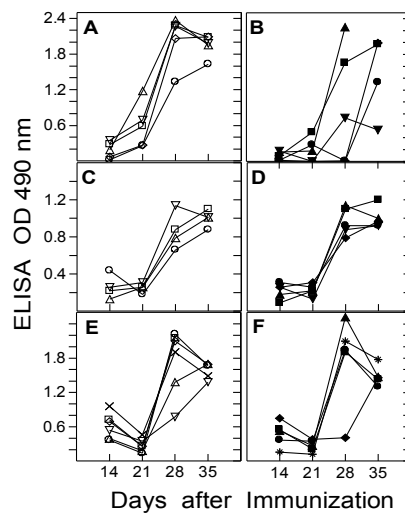 A B
2.4
1.8
1.2
0.6
C D
1.2
0.8
0.4
E F
1.8
1.2
0.6
14 21 28 35 14 21 28 35
ELISA OD 490 nm
Days after Immunization